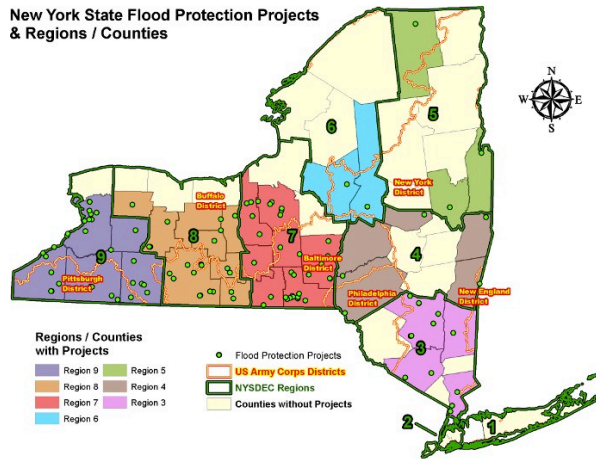 New York State Flood Protection Projects
& Regions / Counties
N
W
E
S
6
5
Buffalo
District
New York
District
8
7
9
Baltimore
District
4
Pittsburgh
District
Philadelphia
District
New England
District
3
2
1
Regions / Counties
with Projects
Region 9
Region 5
Region 8
Region 4
Region 7
Region 3
Region 6
Flood Protection Projects
US Army Corps Districts
NYSDEC Regions
Counties without Projects